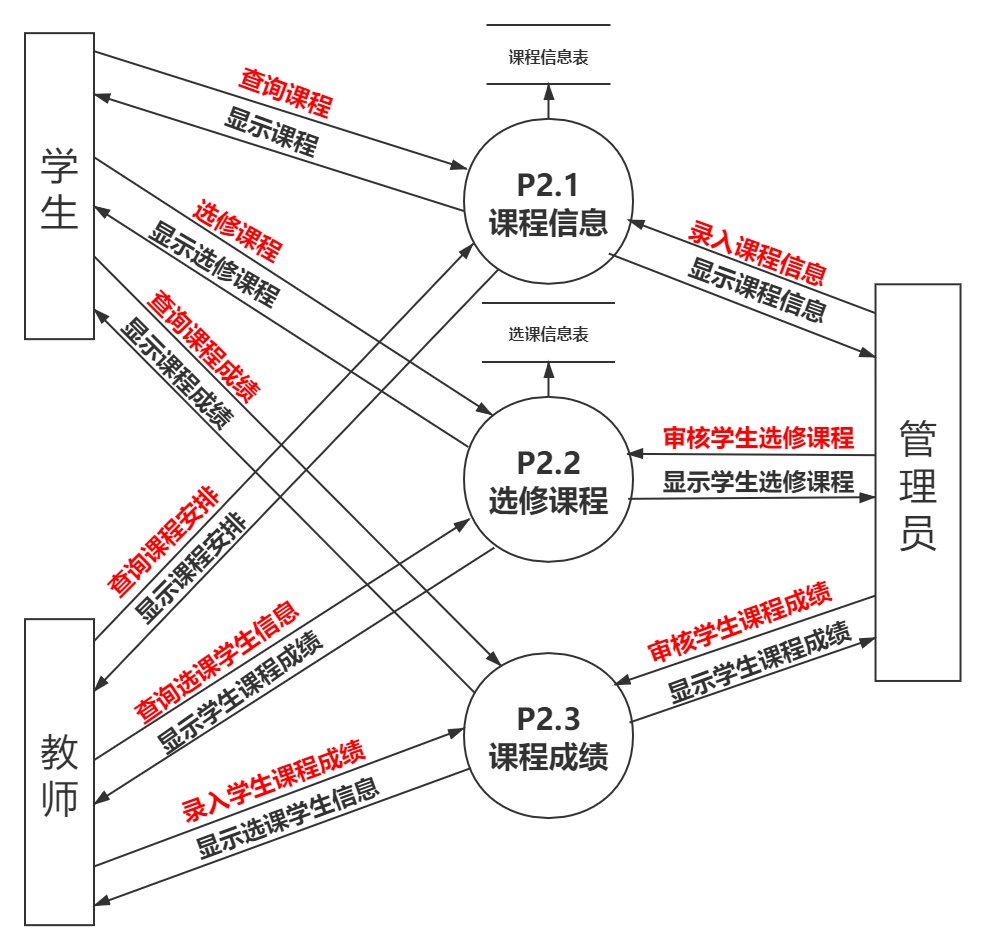 课程信息表
查询课程
显示课程
学
生
P2.1
课程信息
选修课程
显示选修课程
录入课程信息
显示课程信息
查询课程成绩
显示课程成绩
选课信息表
管
理
员
审核学生选修课程
显示学生选修课程
P2.2
选修课程
查询课程安排
显示课程安排
查询选课学生信息
显示学生课程成绩
审核学生课程成绩
显示学生课程成绩
P2.3
课程成绩
教
师
录入学生课程成绩
显示选课学生信息